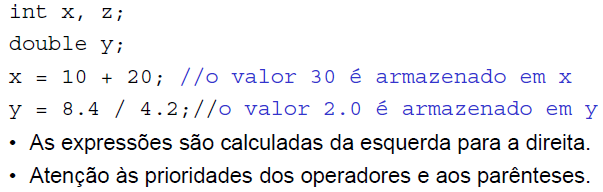 int x, z;
double y;
x = 10 + 20; //o valor 30 é armazenado em x
y = 8.4 / 4.2;//o valor 2.0 é armazenado em y
• As expressões são calculadas da esquerda para a direita.
• Atenção às prioridades dos operadores e aos parênteses.